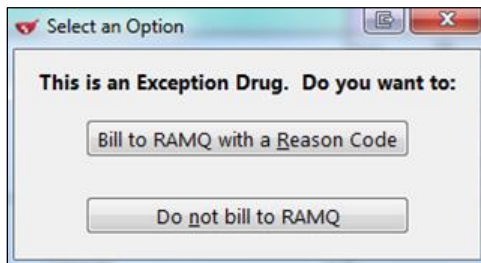 Select an Option
This is an Exception Drug. Do you want to:
Bill to RAMQ with a Reason Code
Do not bill to RAMQ